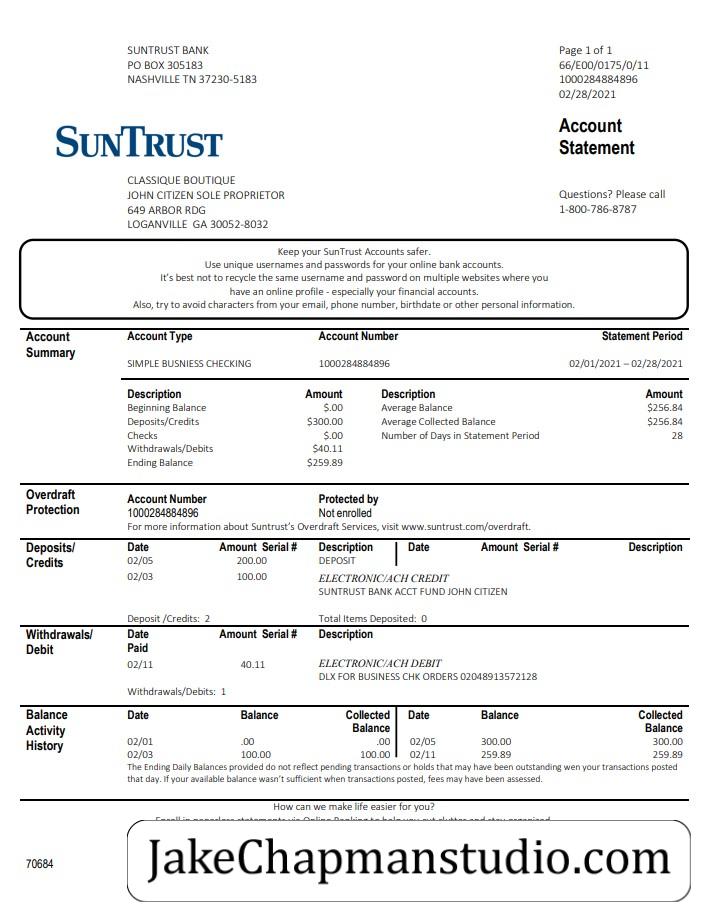 SUNTRUST BANK
PO BOX 305183
NASHVILLE TN 37230-5183
Page 1 of 1
66/E00/0175/0/11
1000284884896
02/28/2021
SUNTRUST
Account
Statement
CLASSIQUE BOUTIQUE
JOHN CITIZEN SOLE PROPRIETOR
649 ARBOR RDG
LOGANVILLE GA 30052-8032
Questions? Please call
1-800-786-8787
Keep your SunTrust Accounts safer.
Use unique usernames and passwords for your online bank accounts.
It's best not to recycle the same username and password on multiple websites where you
have an online profile - especially your financial accounts.
Also, try to avoid characters from your email, phone number, birthdate or other personal information.
Account
Summary
Account Type Account Number Statement Period
SIMPLE BUSNIESS CHECKING 1000284884896 02/01/2021 – 02/28/2021
Description Amount Description Amount
Beginning Balance $.00 Average Balance $256.84
Deposits/Credits $300.00 Average Collected Balance $256.84
Checks $.00 Number of Days in Statement Period 28
Withdrawals/Debits $40.11
Ending Balance $259.89
Overdraft
Protection
Account Number Protected by
1000284884896 Not enrolled
For more information about Suntrust's Overdraft Services, visit www.suntrust.com/overdraft.
Deposits/
Credits
Date Amount Serial # Description Date Amount Serial # Description
02/05 200.00 DEPOSIT
02/03 100.00 ELECTRONIC/ACH CREDIT
SUNTRUST BANK ACCT FUND JOHN CITIZEN
Deposit /Credits: 2 Total Items Deposited: 0
Withdrawals/
Debit
Date Amount Serial # Description
Paid
02/11 40.11 ELECTRONIC/ACH DEBIT
DLX FOR BUSINESS CHK ORDERS 02048913572128
Withdrawals/Debits: 1
Balance
Activity
History
Date Balance Collected Date Balance Collected
Balance Balance
02/01 .00 .00 02/05 300.00 300.00
02/03 100.00 100.00 02/11 259.89 259.89
The Ending Daily Balances provided do not reflect pending transactions or holds that may have been outstanding wen your transactions posted
that day. If your available balance wasn't sufficient when transactions posted, fees may have been assessed.
How can we make life easier for you?
Enroll in paperless statements via Online Banking to help you cut clutter and stay organized.
70684
JakeChapmanstudio.com